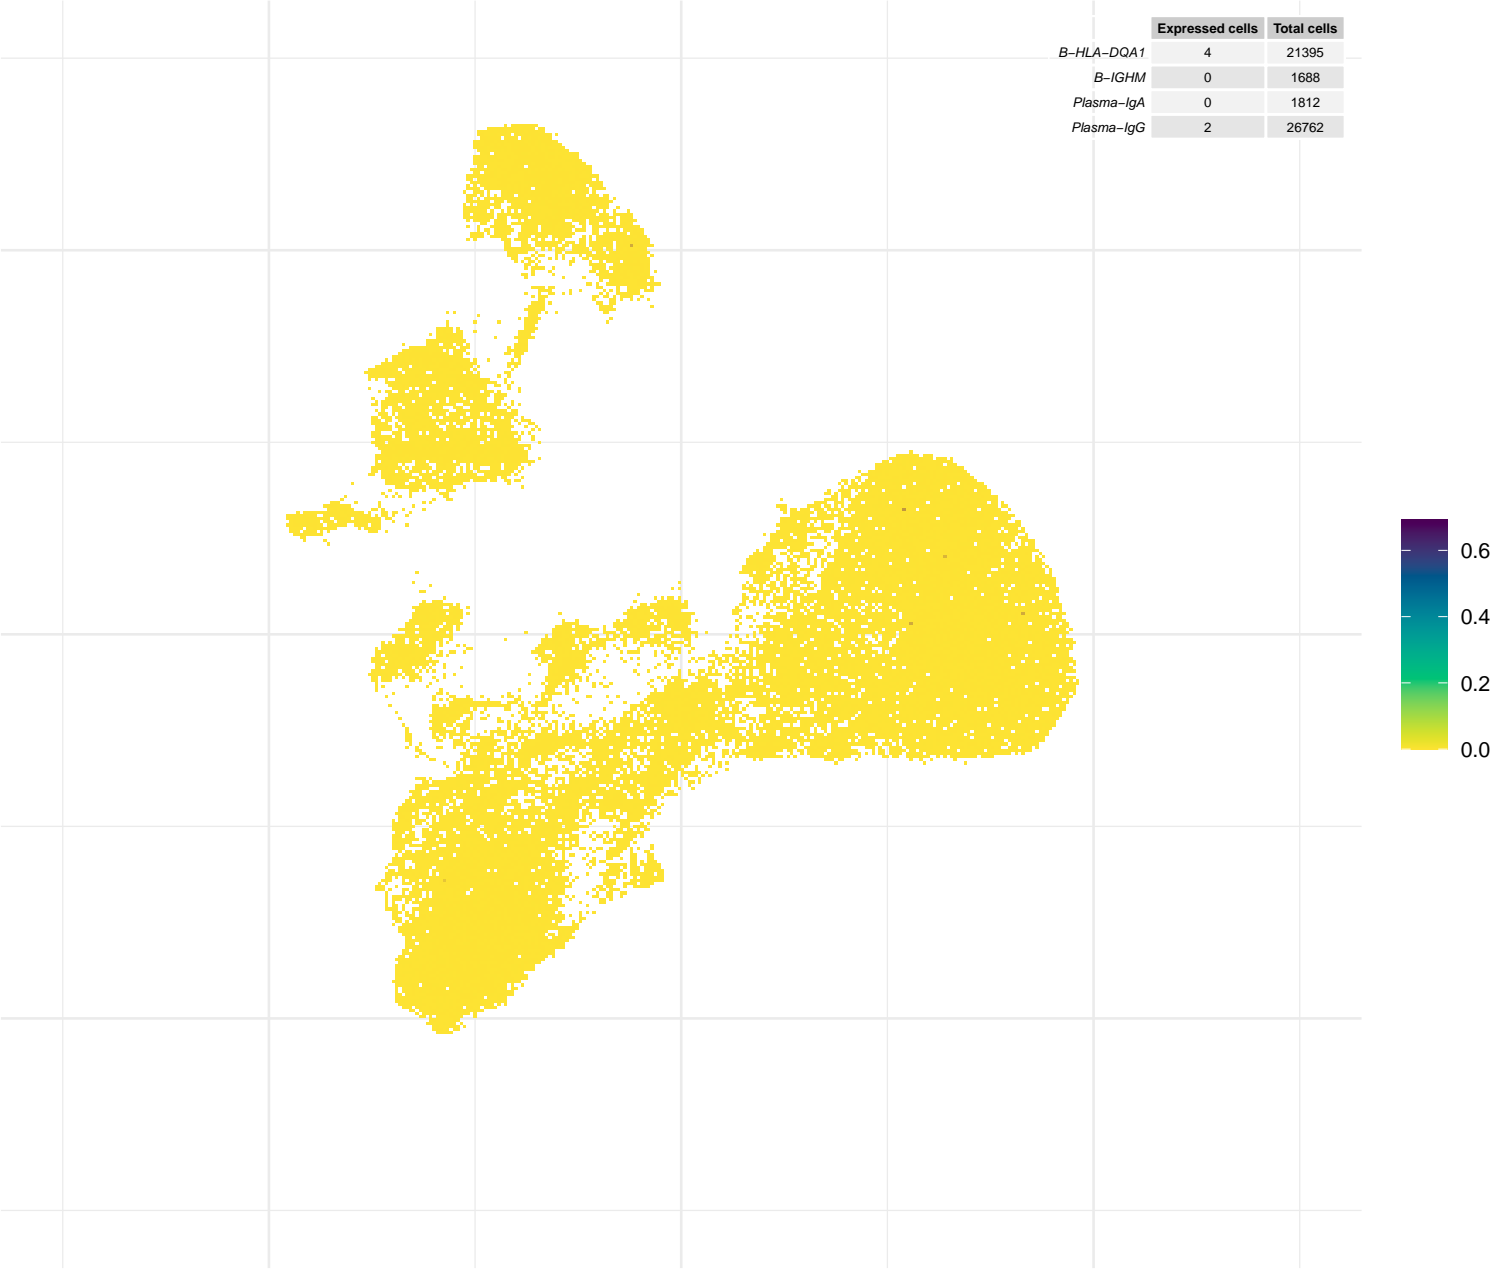 Expressed cells Total cells
B−HLA−DQA1 4 21395
B−IGHM 0 1688
Plasma−IgA 0 1812
Plasma−IgG 2 26762
0.6
0.4
0.2
0.0